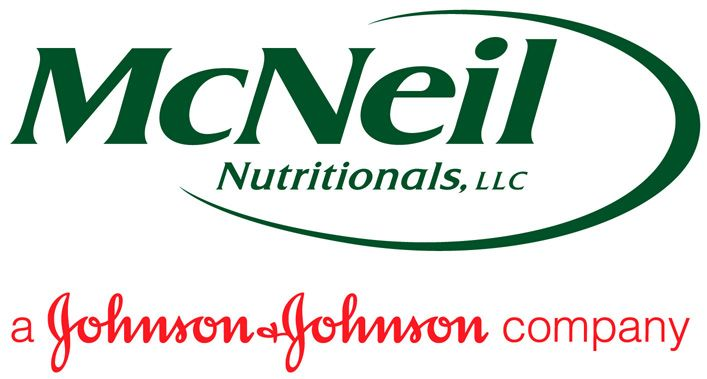 McNeil
Nutritionals, LLC
a Johnson & Johnson company